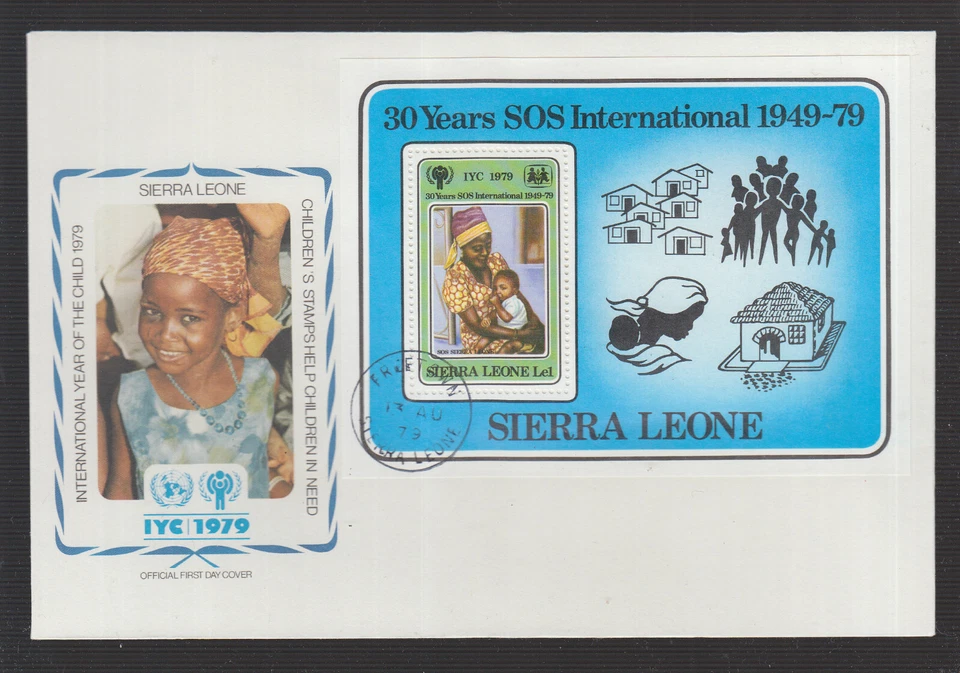 SIERRA LEONE
INTERNATIONAL YEAR OF THE CHILD 1979
CHILDREN'S STAMPS HELP CHILDREN IN NEED
IYC 1979
OFFICIAL FIRST DAY COVER
30 Years SOS International 1949-79
IYC 1979
30 Years SOS International 1949-79
SOS SIERRA
SIERRA LEONE Le1
FREETOWN
13 AU
79
SIERRA LEONE
SIERRA LEONE